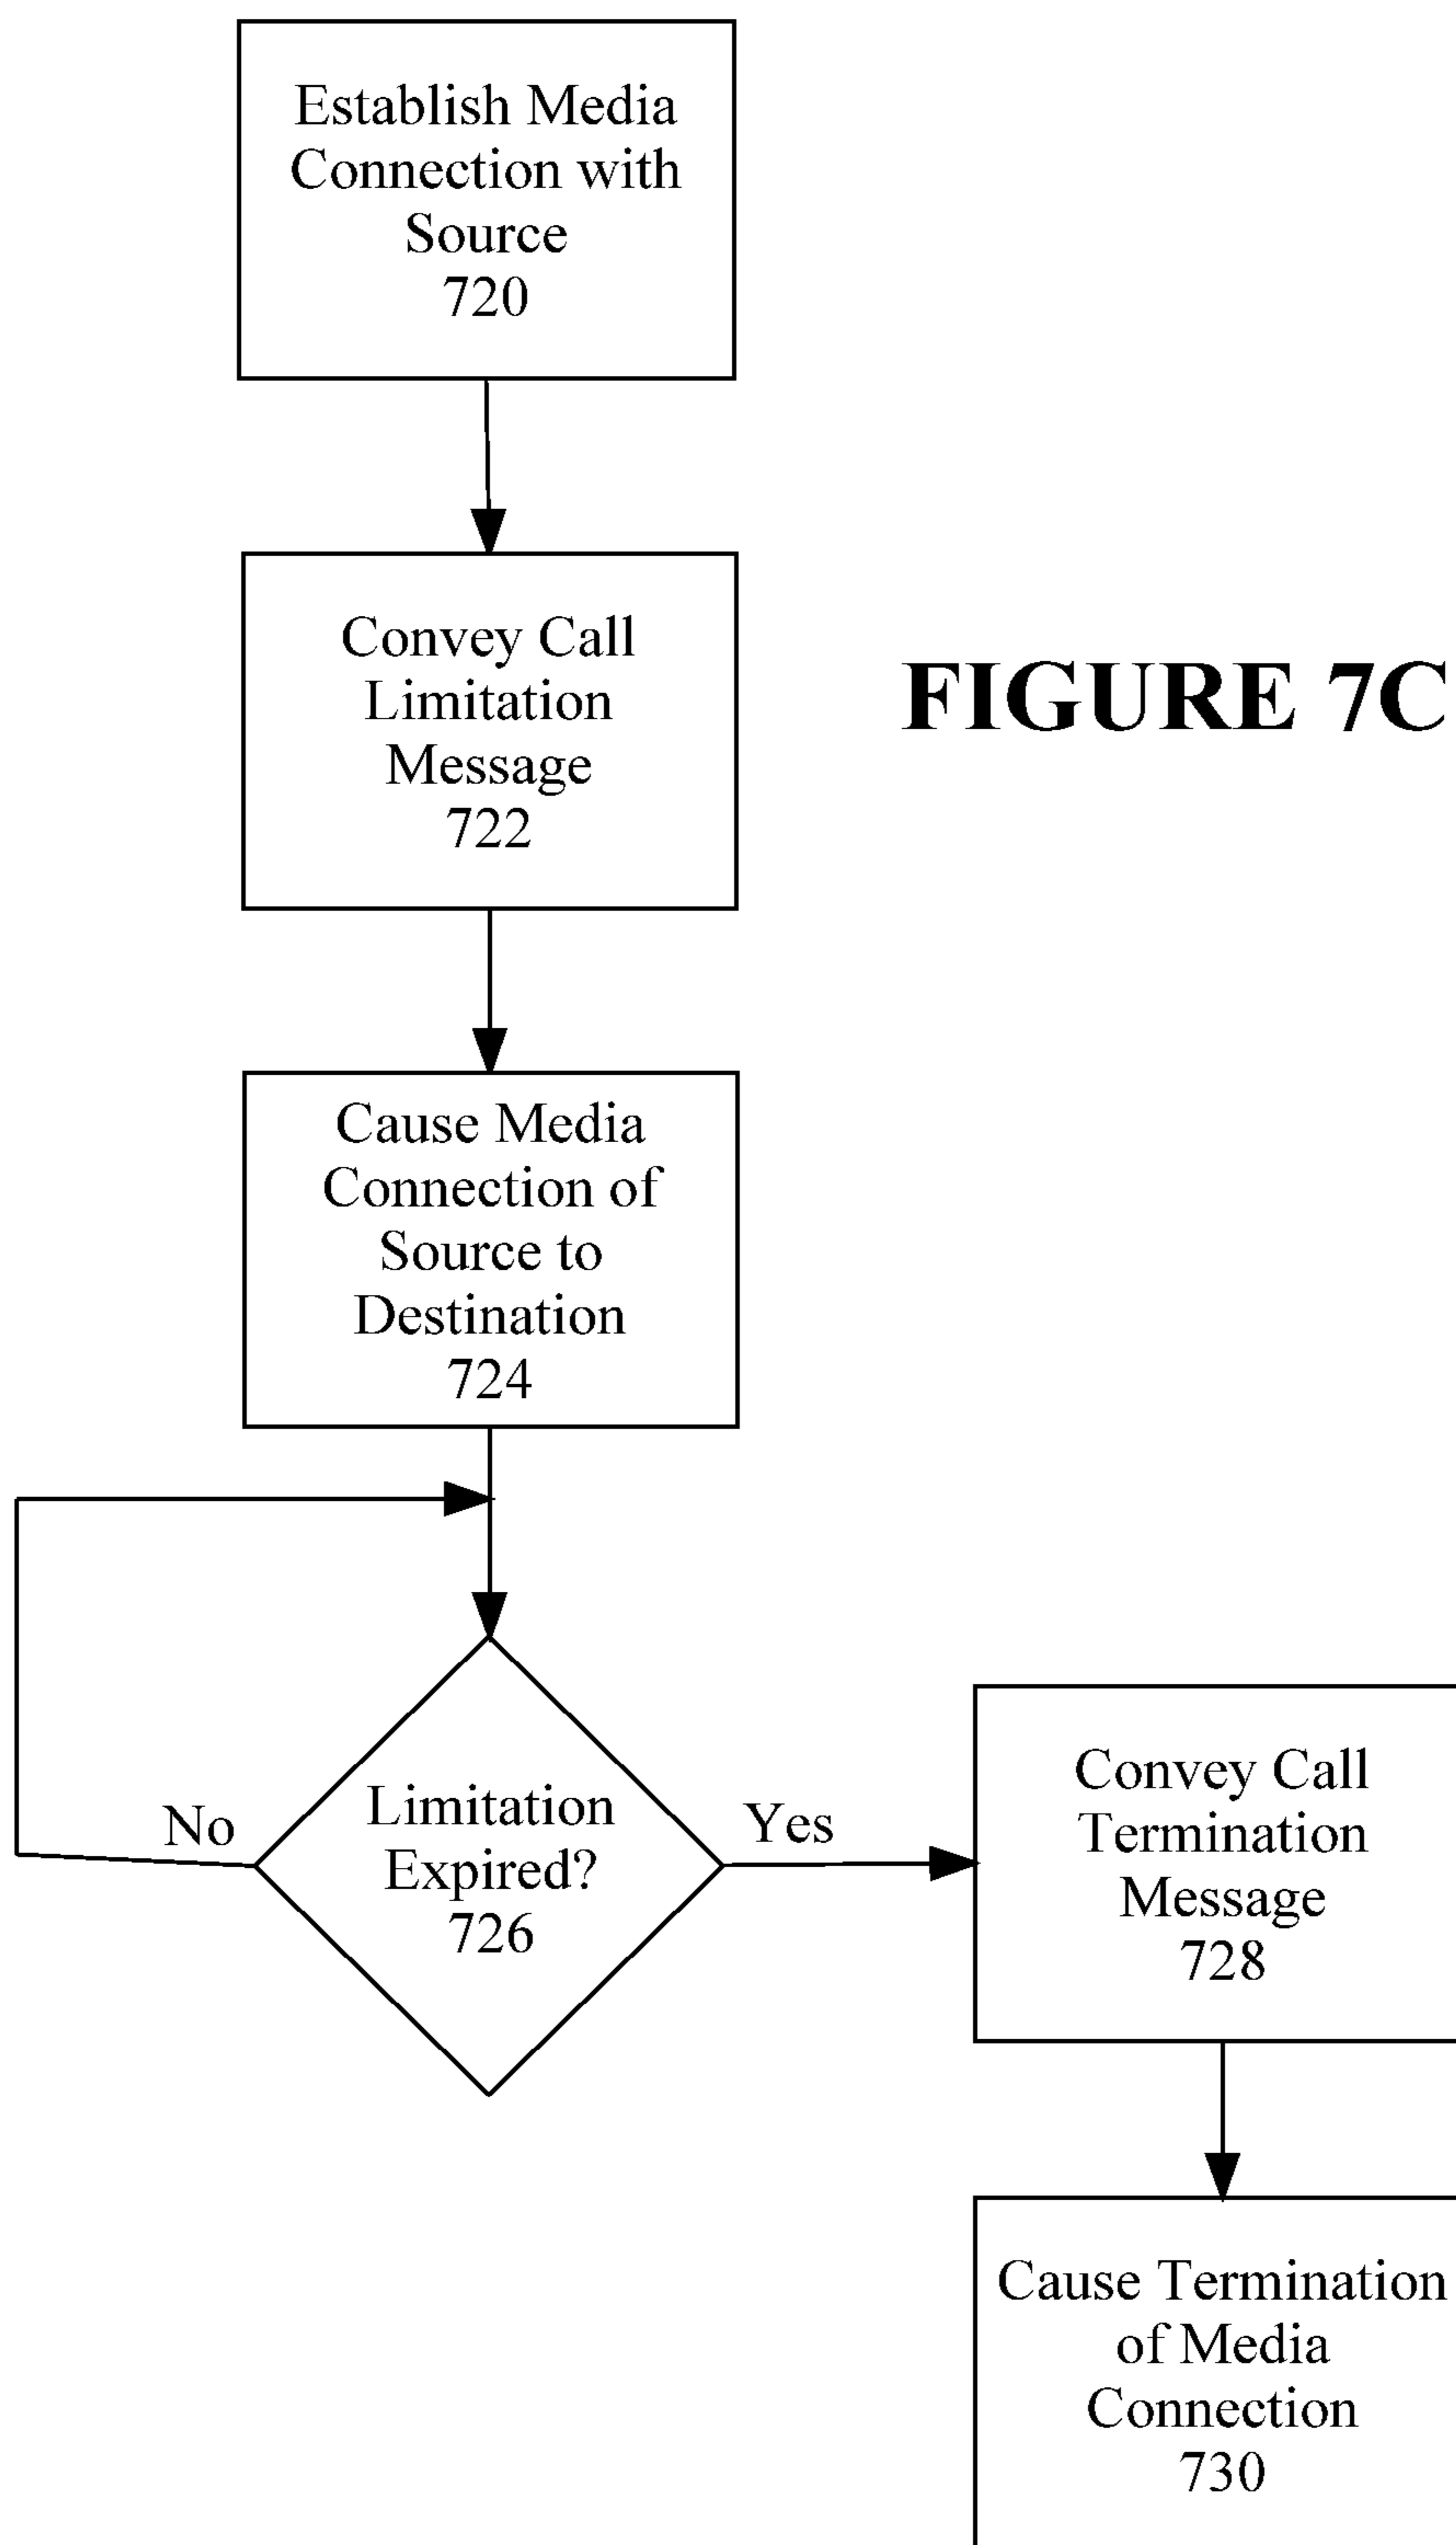 Establish Media
Connection with
Source
720
Convey Call
Limitation
Message
722
FIGURE 7C
Cause Media
Connection of
Source to
Destination
724
No
Limitation
Expired?
726
Yes
Convey Call
Termination
Message
728
Cause Termination
of Media
Connection
730